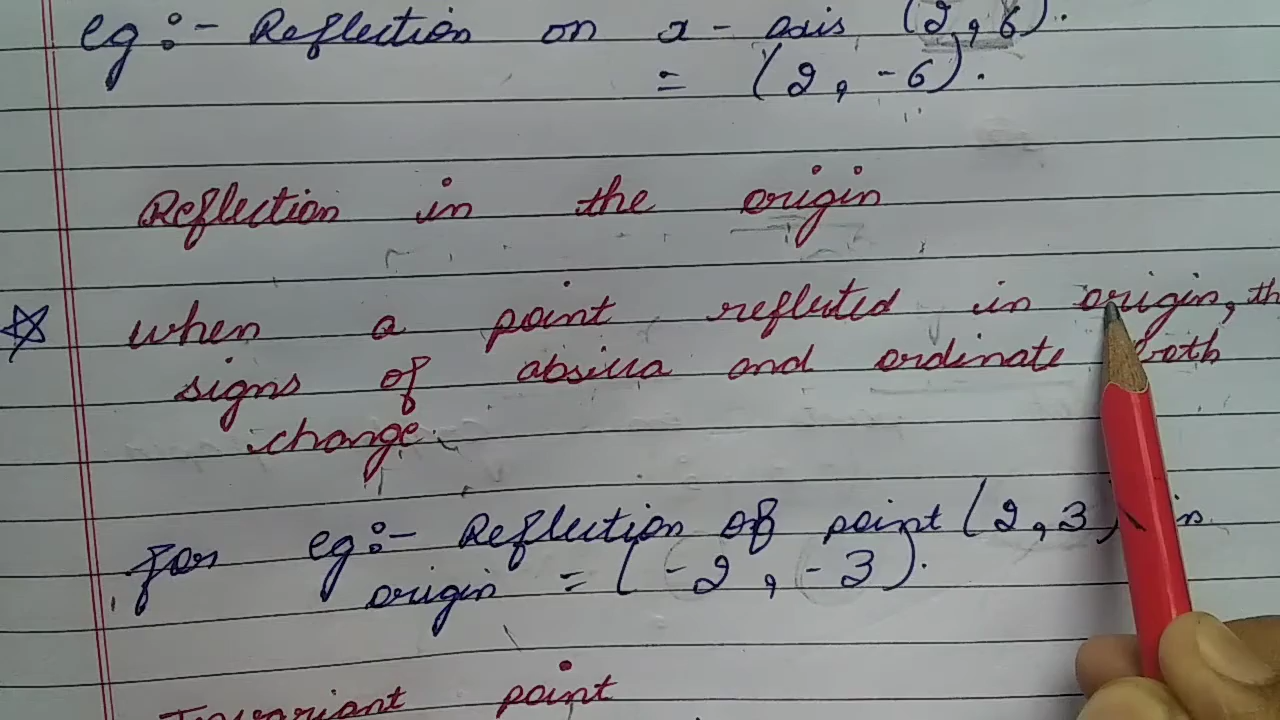 eg:- Reflection on x-axis (2,6).
= (2, -6).
Reflection in the origin
when a point reflected in origin, th
signs of absissa and ordinate both
change.
for eg:- Reflection of point (2,3) in
origin = (-2, -3).
Invariant point